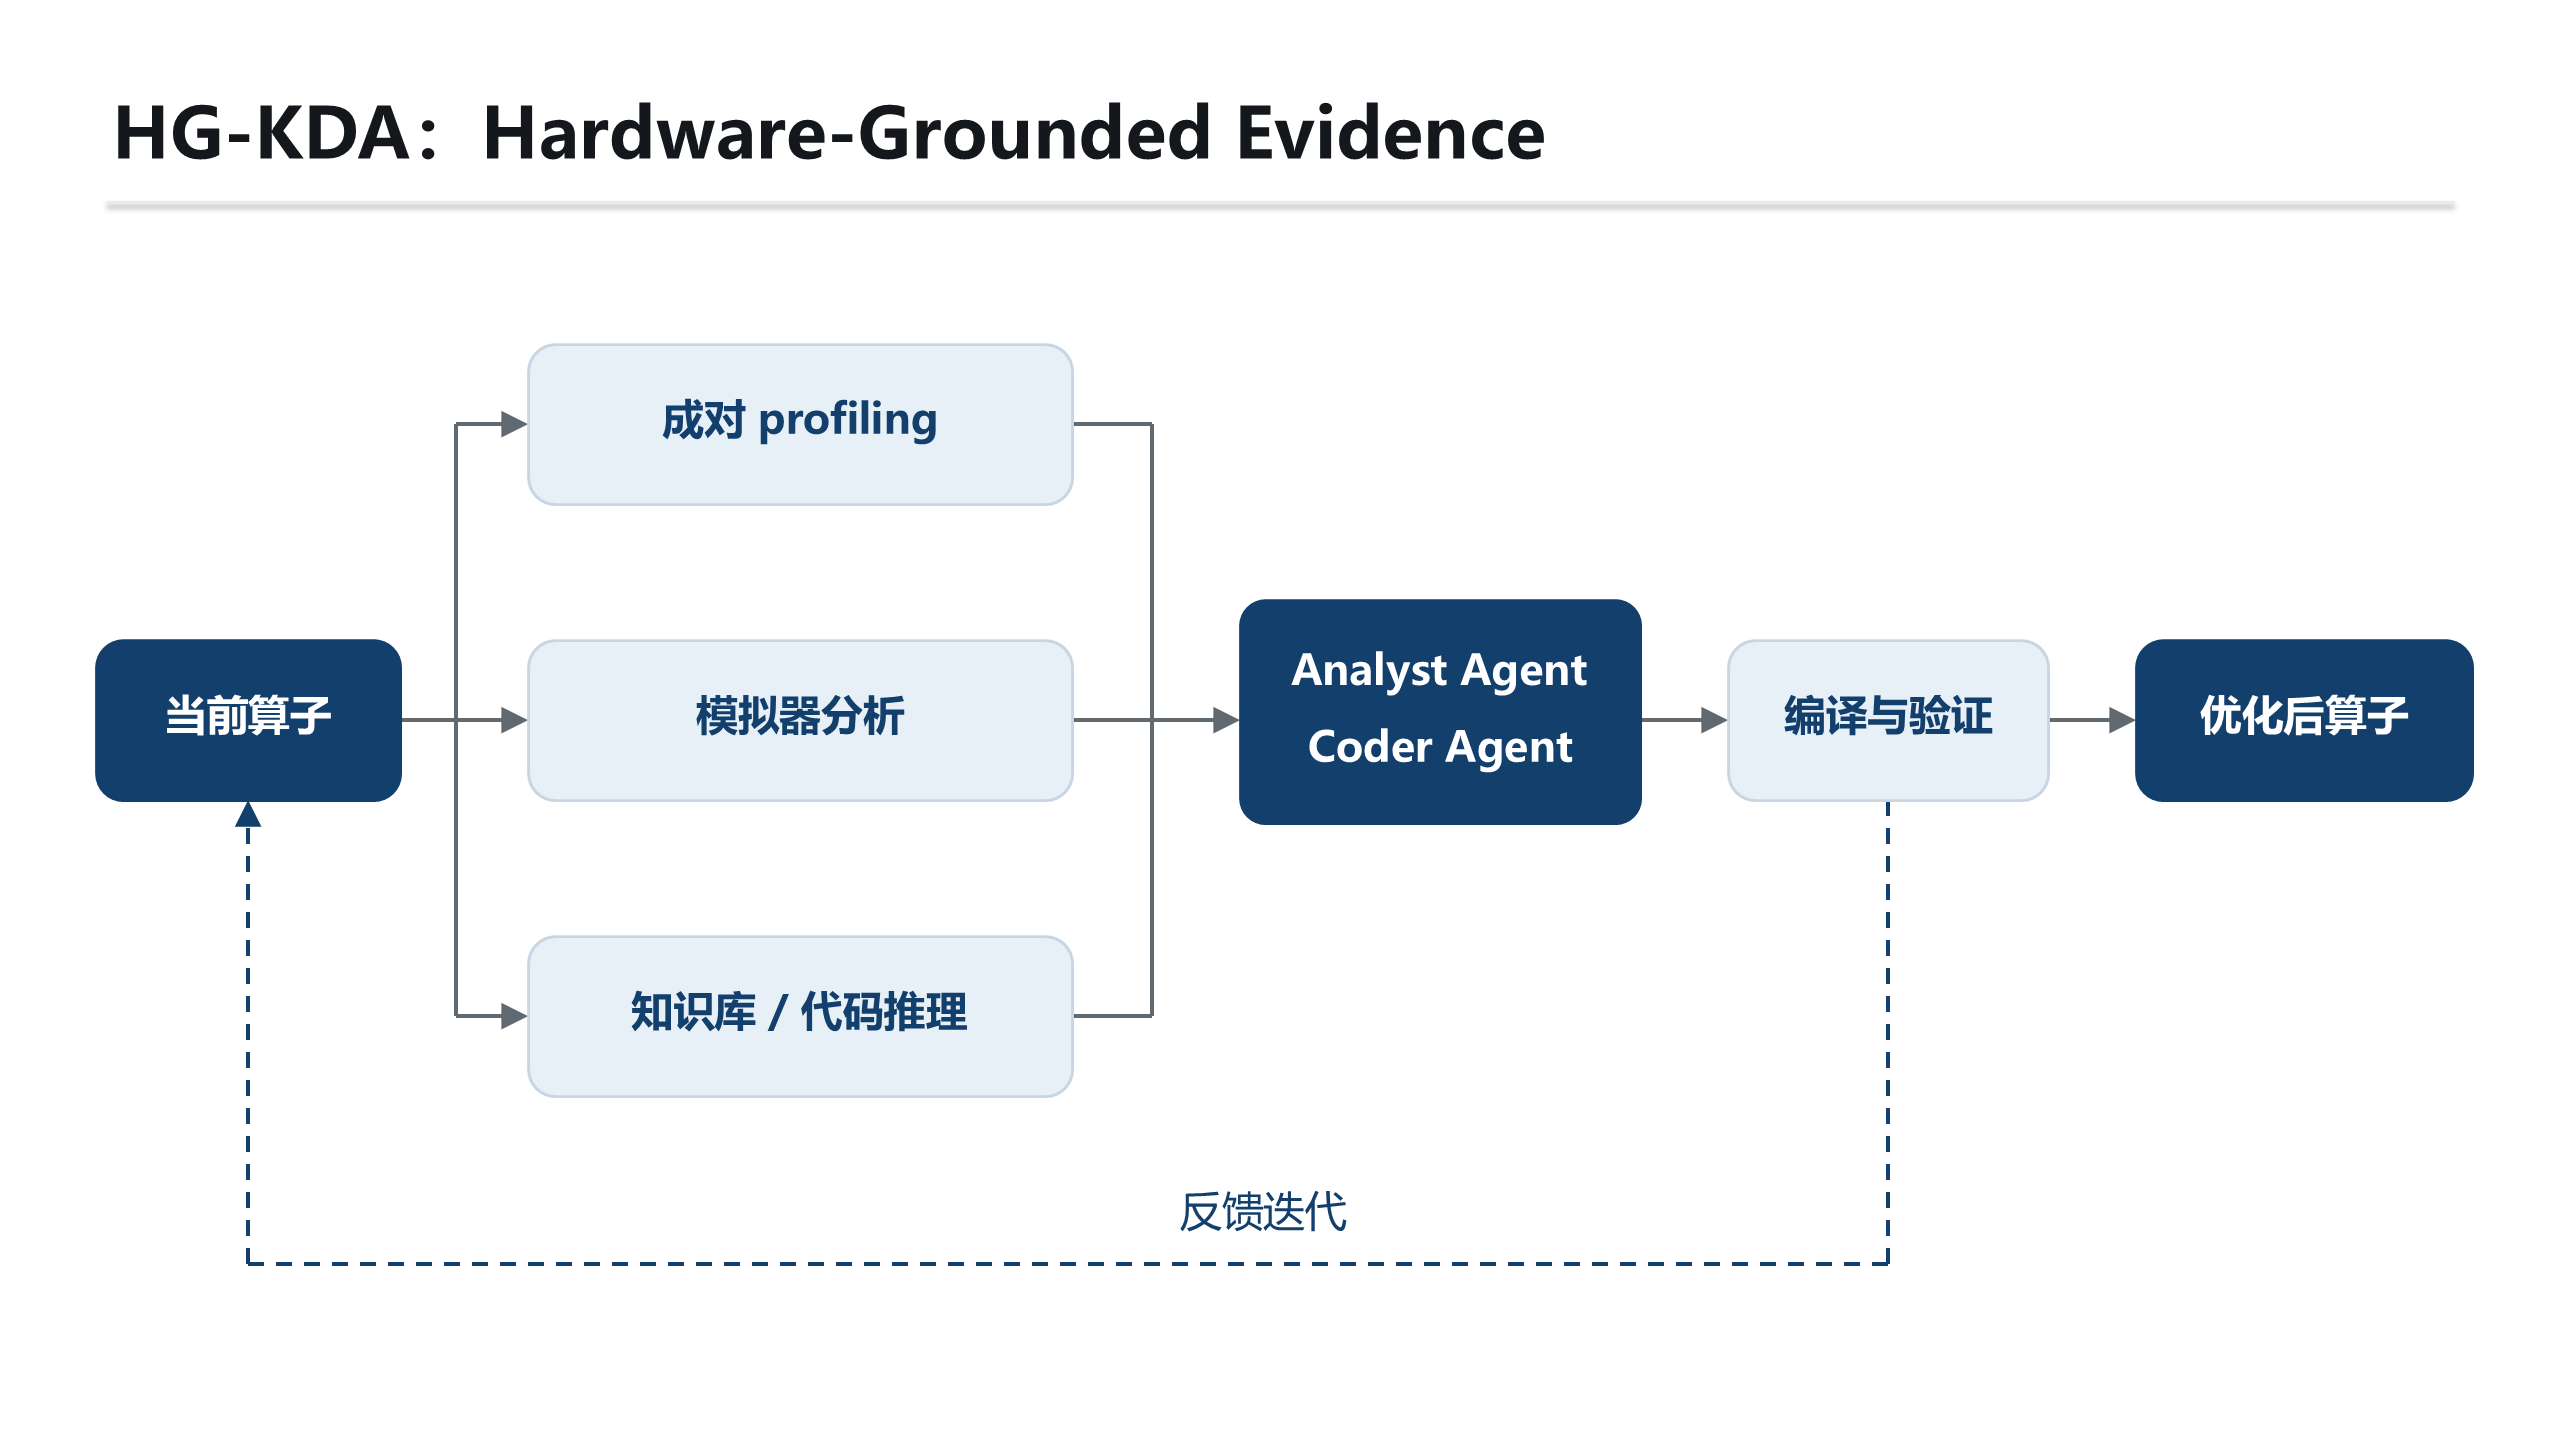 HG-KDA：Hardware-Grounded Evidence
成对 profiling
当前算子
模拟器分析
知识库 / 代码推理
Analyst Agent
Coder Agent
编译与验证
优化后算子
反馈迭代